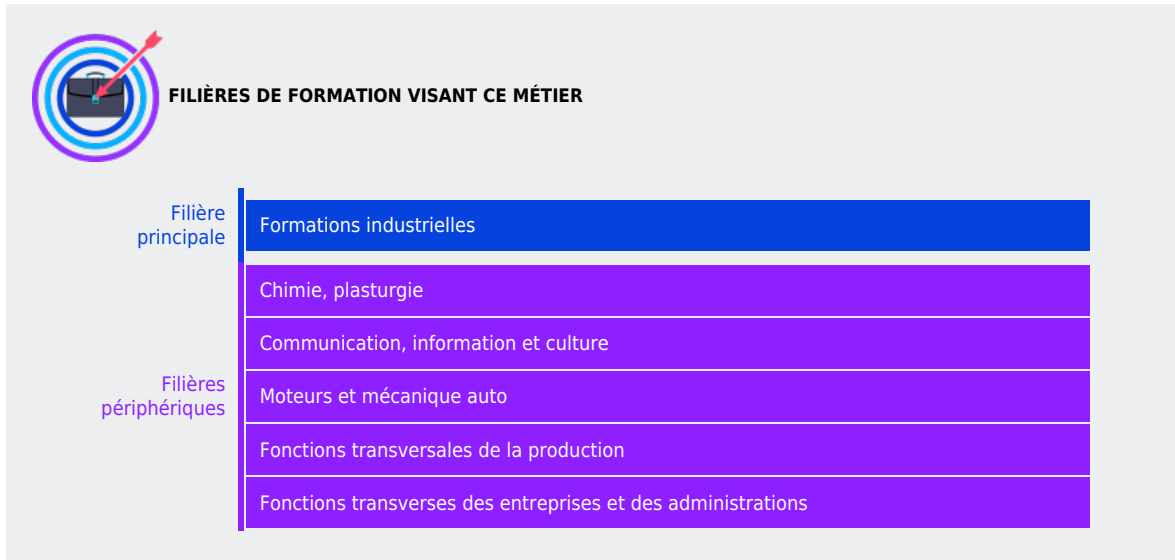 FILIÈRES DE FORMATION VISANT CE MÉTIER
Filière
principale
Formations industrielles
Filières
périphériques
Chimie, plasturgie
Communication, information et culture
Moteurs et mécanique auto
Fonctions transversales de la production
Fonctions transverses des entreprises et des administrations